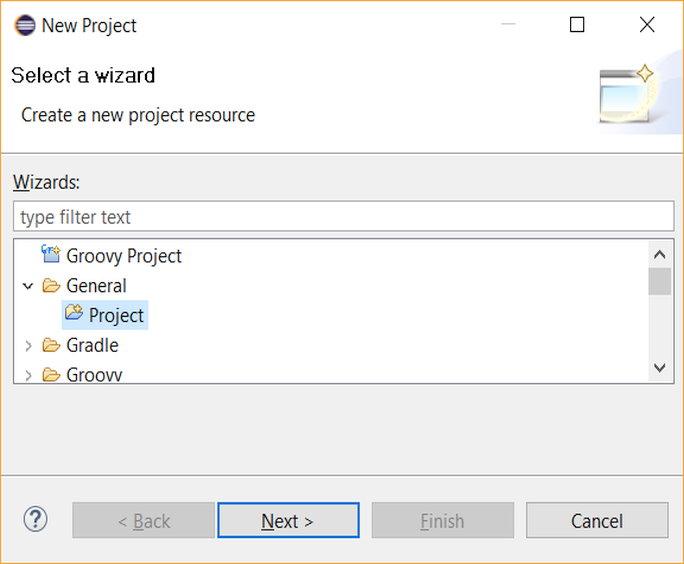 New Project
Select a wizard
Create a new project resource
Wizards:
type filter text
Groovy Project
General
Project
Gradle
Groovy
? < Back Next > Finish Cancel